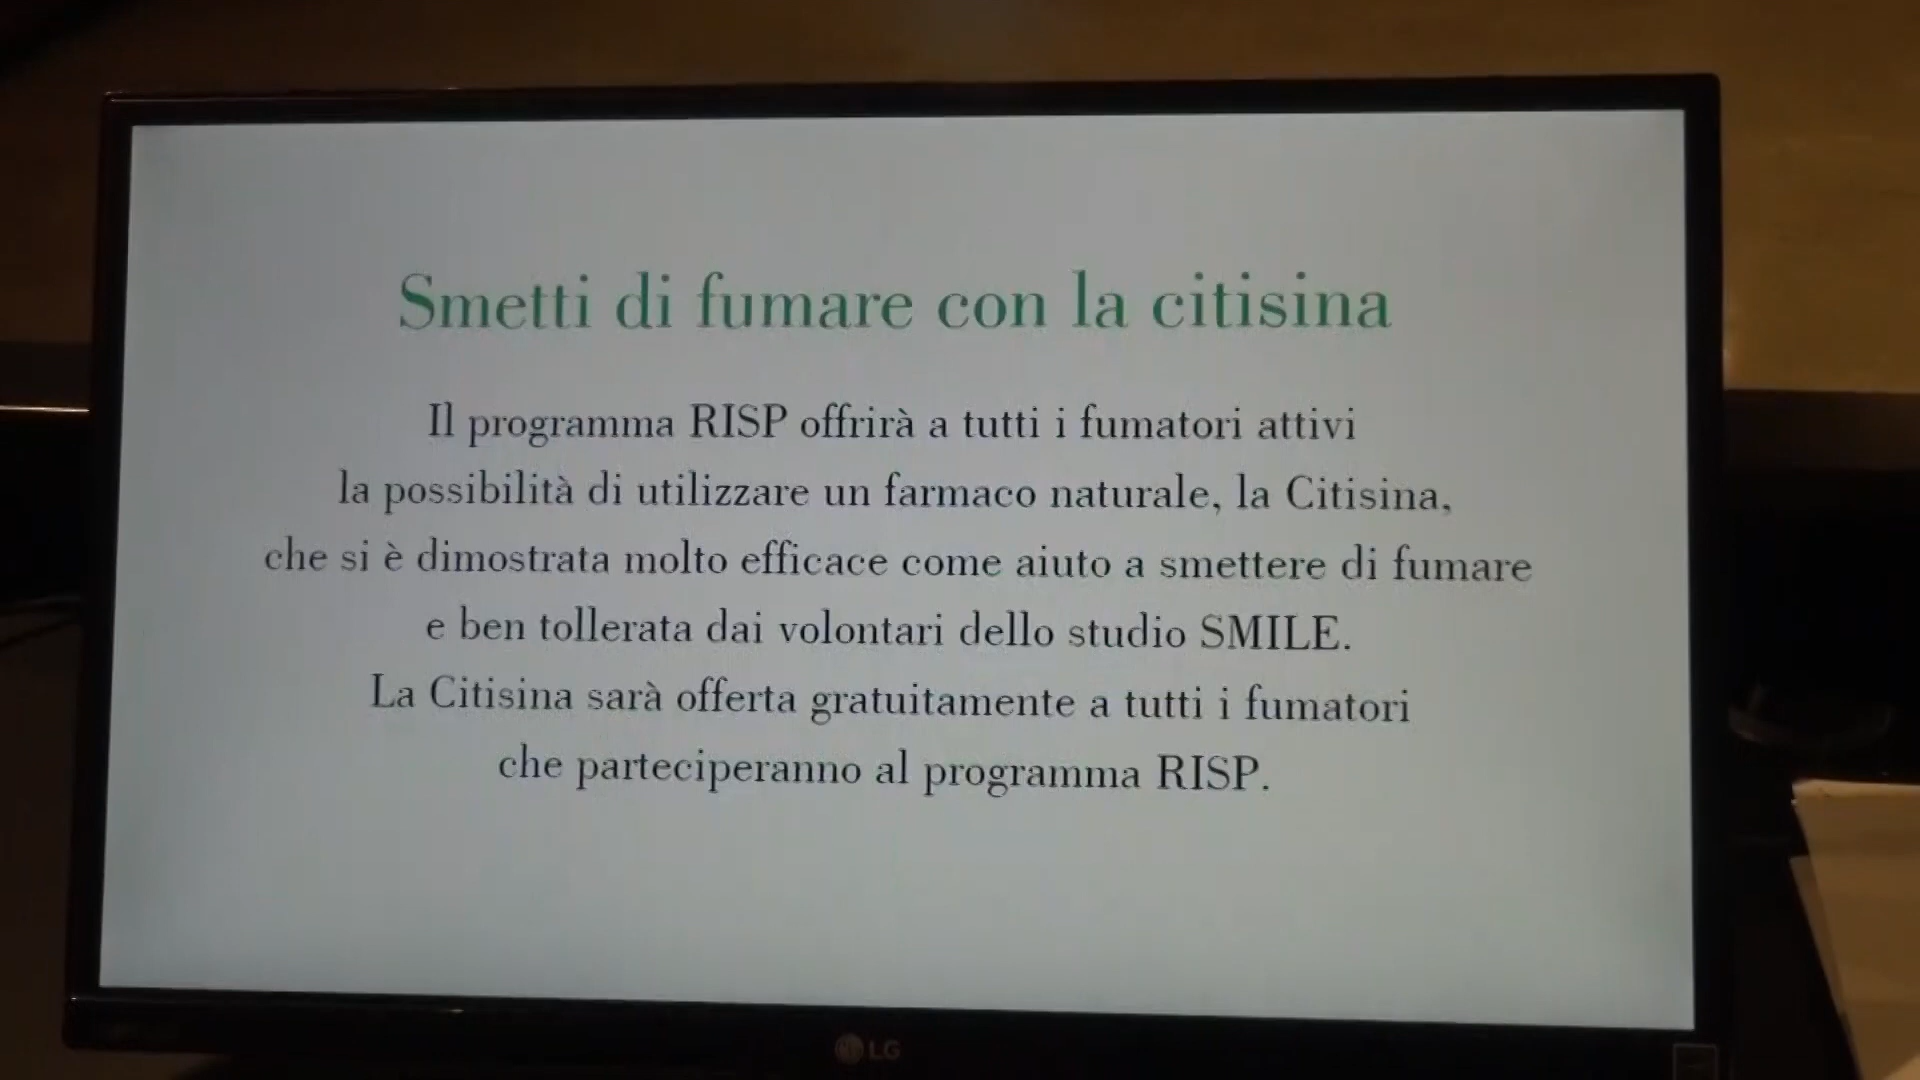 Smetti di fumare con la citisina
Il programma RISP offrirà a tutti i fumatori attivi
la possibilità di utilizzare un farmaco naturale, la Citisina,
che si è dimostrata molto efficace come aiuto a smettere di fumare
e ben tollerata dai volontari dello studio SMILE.
La Citisina sarà offerta gratuitamente a tutti i fumatori
che parteciperanno al programma RISP.
LG